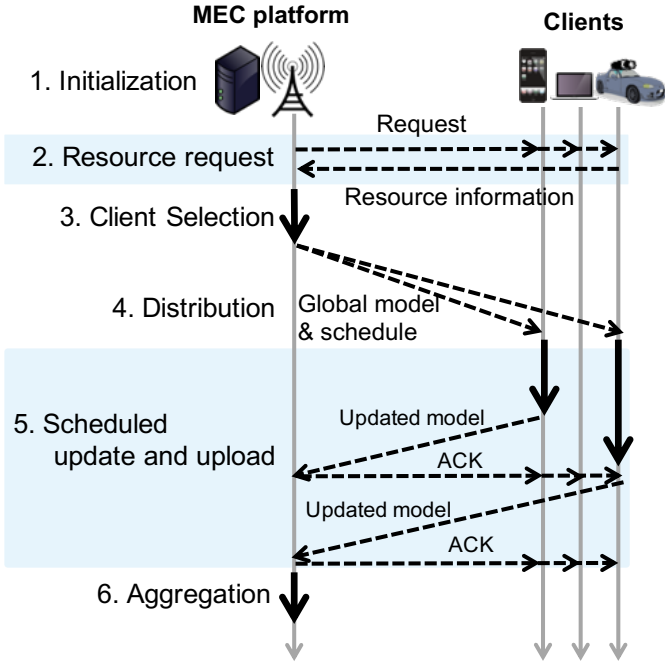 MEC platform
Clients
1. Initialization
Request
2. Resource request
Resource information
3. Client Selection
4. Distribution
Global model
& schedule
5. Scheduled
update and upload
Updated model
ACK
Updated model
ACK
6. Aggregation